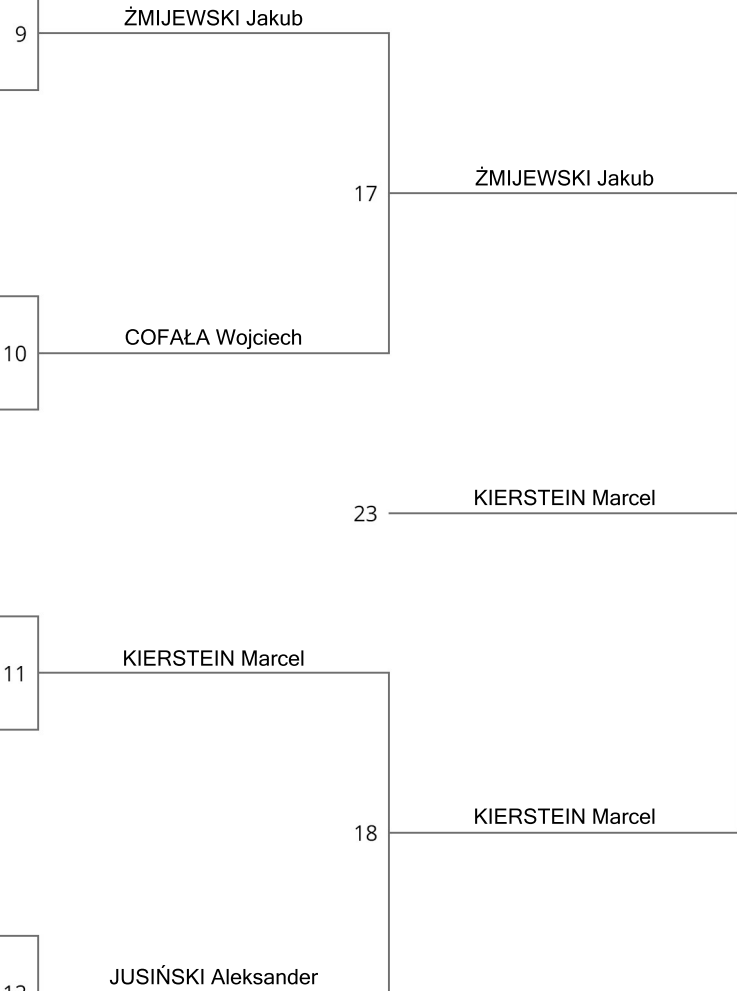 ŻMIJEWSKI Jakub
9
ŻMIJEWSKI Jakub
17
COFAŁA Wojciech
10
KIERSTEIN Marcel
23
KIERSTEIN Marcel
11
KIERSTEIN Marcel
18
JUSIŃSKI Aleksander